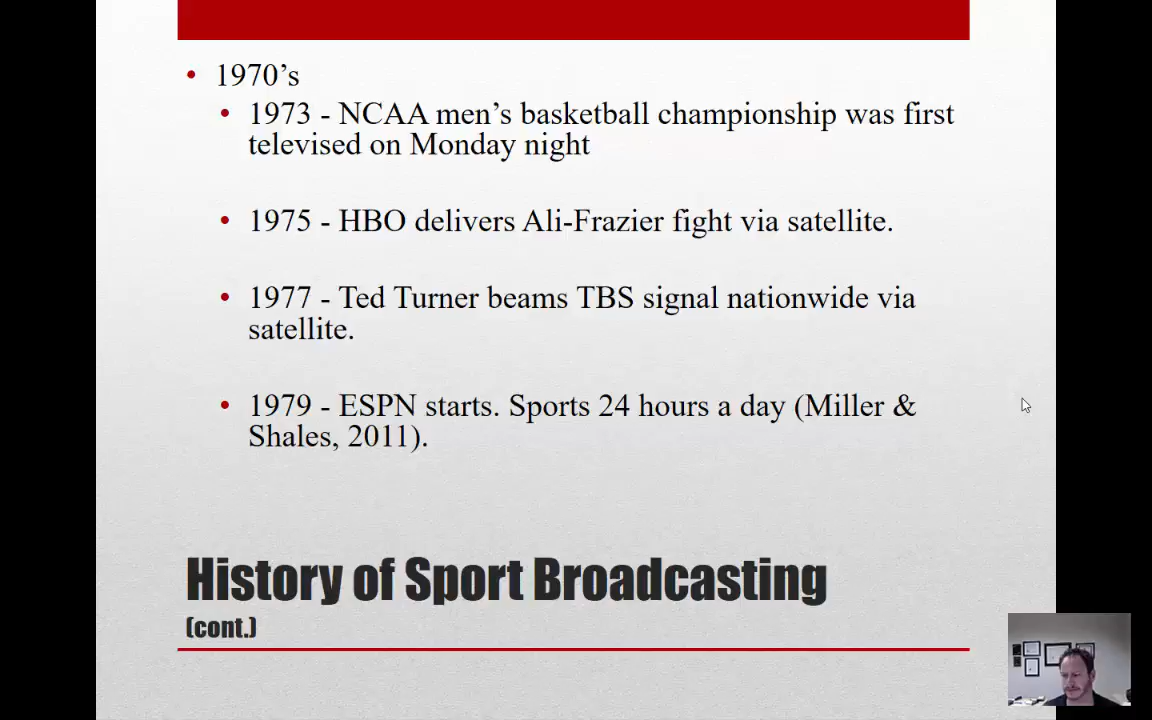 1970’s
1973 - NCAA men’s basketball championship was first
televised on Monday night
1975 - HBO delivers Ali-Frazier fight via satellite.
1977 - Ted Turner beams TBS signal nationwide via
satellite.
1979 - ESPN starts. Sports 24 hours a day (Miller &
Shales, 2011).
History of Sport Broadcasting
(cont.)